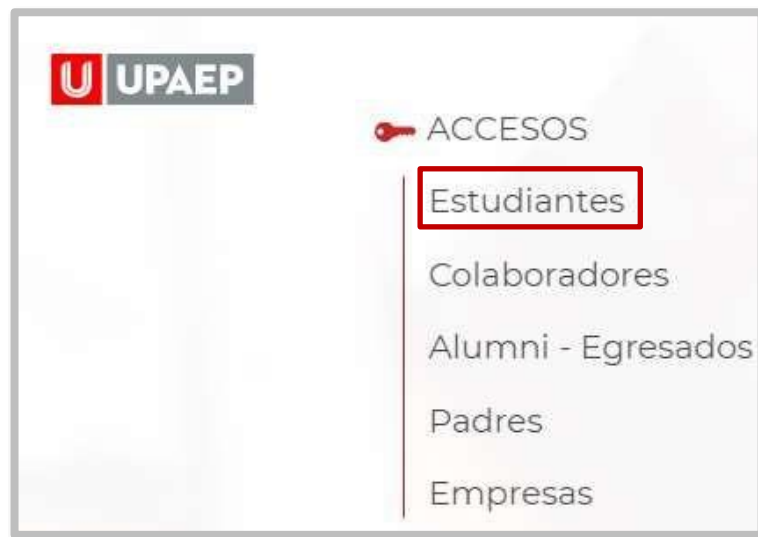 U UPAEP
ACCESOS
Estudiantes
Colaboradores
Alumni - Egresados
Padres
Empresas